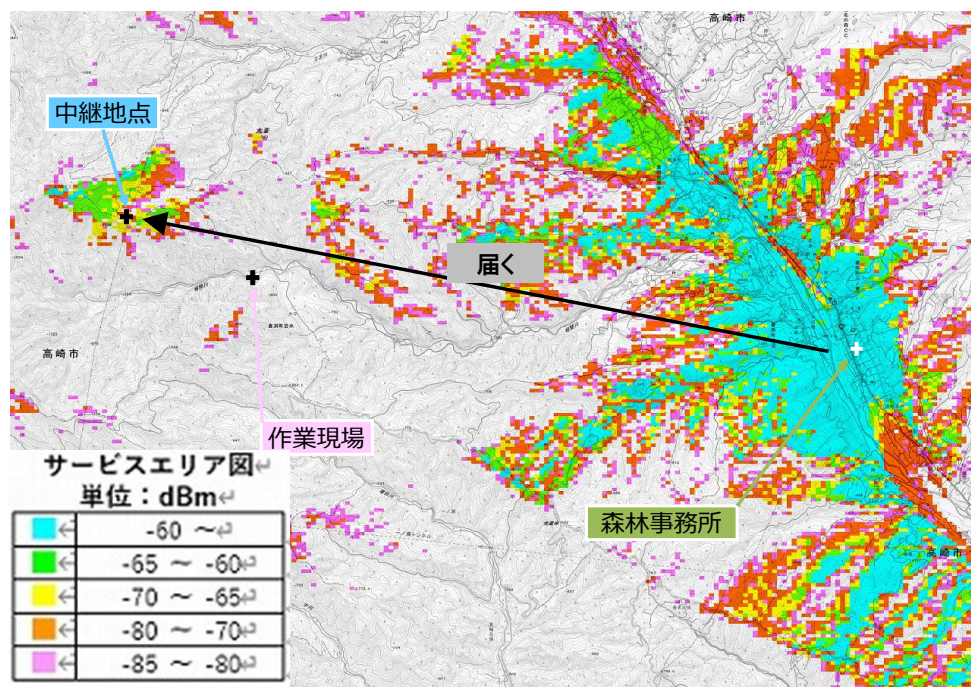 高崎市
中継地点
届く
高崎市
作業現場
森林事務所
高崎市
サービスエリア図↵
単位：dBm↵
↵ -60 ～↵
↵ -65 ～ -60↵
↵ -70 ～ -65↵
↵ -80 ～ -70↵
↵ -85 ～ -80↵